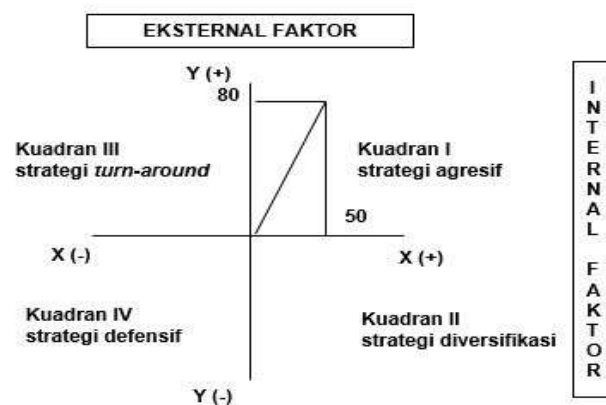 EKSTERNAL FAKTOR
Y (+)
80
Kuadran III
strategi turn-around
Kuadran I
strategi agresif
50
X (-)
X (+)
Kuadran IV
strategi defensif
Kuadran II
strategi diversifikasi
Y (-)
INTERNAL FAKTOR